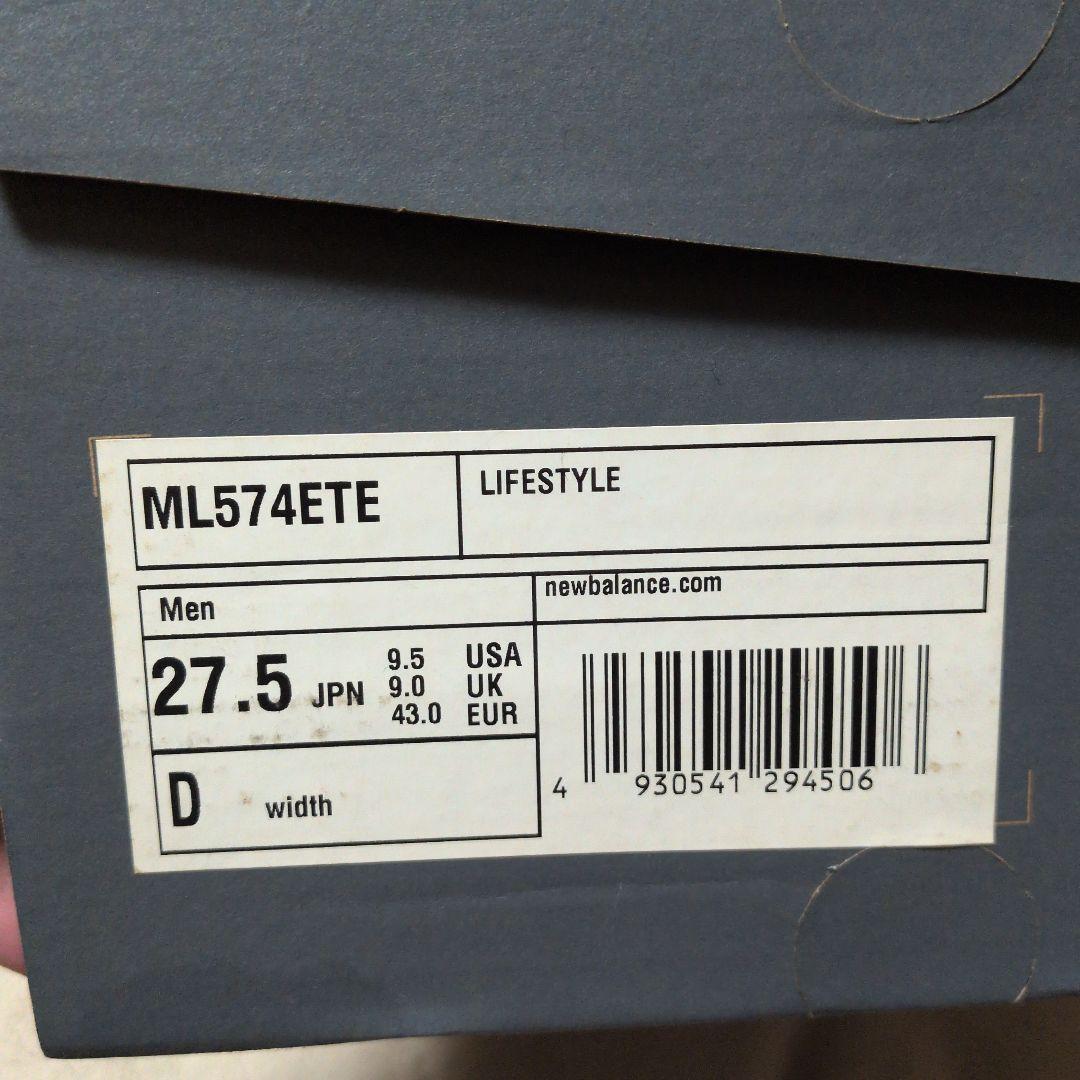 ML574ETE
LIFESTYLE
Men
newbalance.com
27.5 JPN
9.5 USA
9.0 UK
43.0 EUR
D width
4 930541 294506